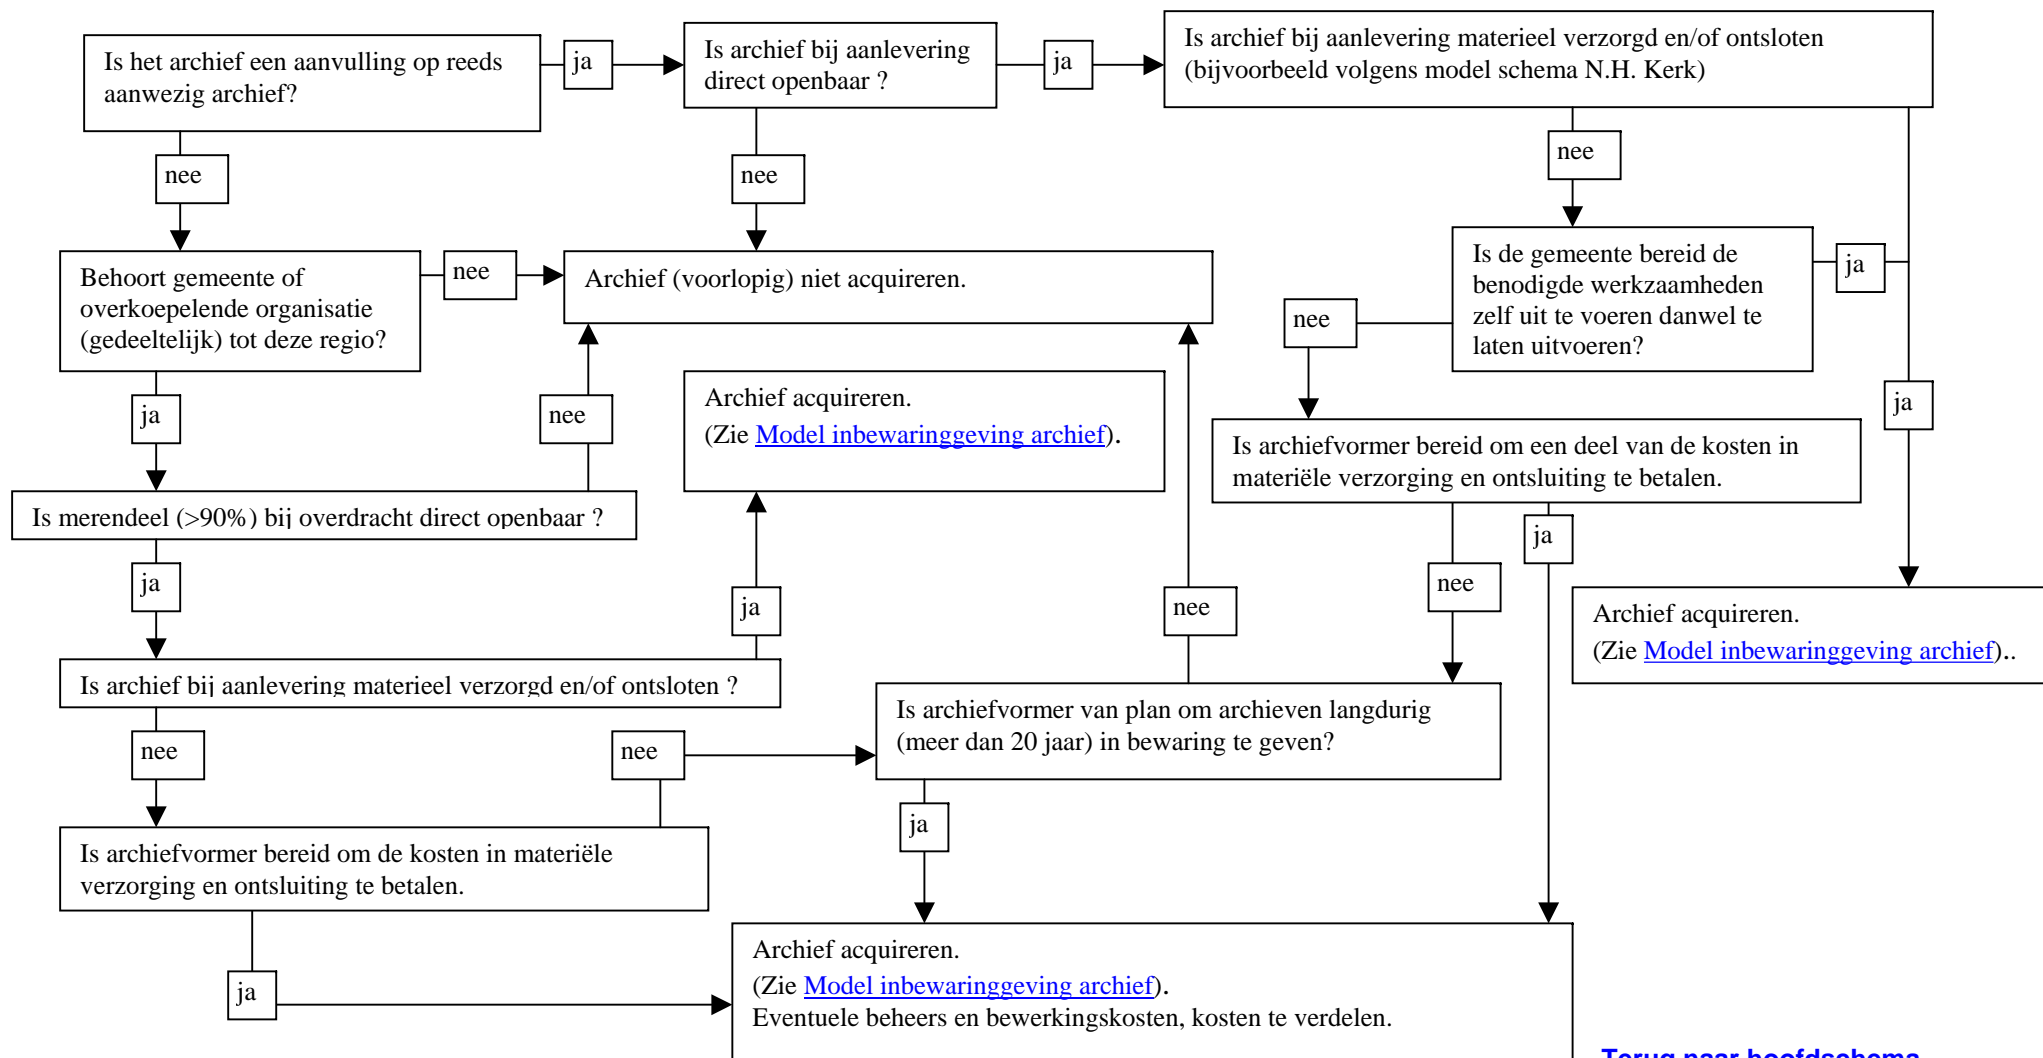 Is het archief een aanvulling op reeds
aanwezig archief?
ja
Is archief bij aanlevering
direct openbaar ?
ja
Is archief bij aanlevering materieel verzorgd en/of ontsloten
(bijvoorbeeld volgens model schema N.H. Kerk)
nee
nee
nee
Behoort gemeente of
overkoepelende organisatie
(gedeeltelijk) tot deze regio?
nee
Archief (voorlopig) niet acquireren.
Is de gemeente bereid de
benodigde werkzaamheden
zelf uit te voeren danwel te
laten uitvoeren?
ja
nee
ja
nee
Archief acquireren.
(Zie Model inbewaringgeving archief).
ja
Is archiefvormer bereid om een deel van de kosten in
materiële verzorging en ontsluiting te betalen.
Is merendeel (>90%) bij overdracht direct openbaar ?
ja
ja
nee
ja
nee
Archief acquireren.
(Zie Model inbewaringgeving archief)..
Is archief bij aanlevering materieel verzorgd en/of ontsloten ?
Is archiefvormer van plan om archieven langdurig
(meer dan 20 jaar) in bewaring te geven?
nee
nee
ja
Is archiefvormer bereid om de kosten in materiële
verzorging en ontsluiting te betalen.
ja
Archief acquireren.
(Zie Model inbewaringgeving archief).
Eventuele beheers en bewerkingskosten, kosten te verdelen.
Terug naar hoofdschema